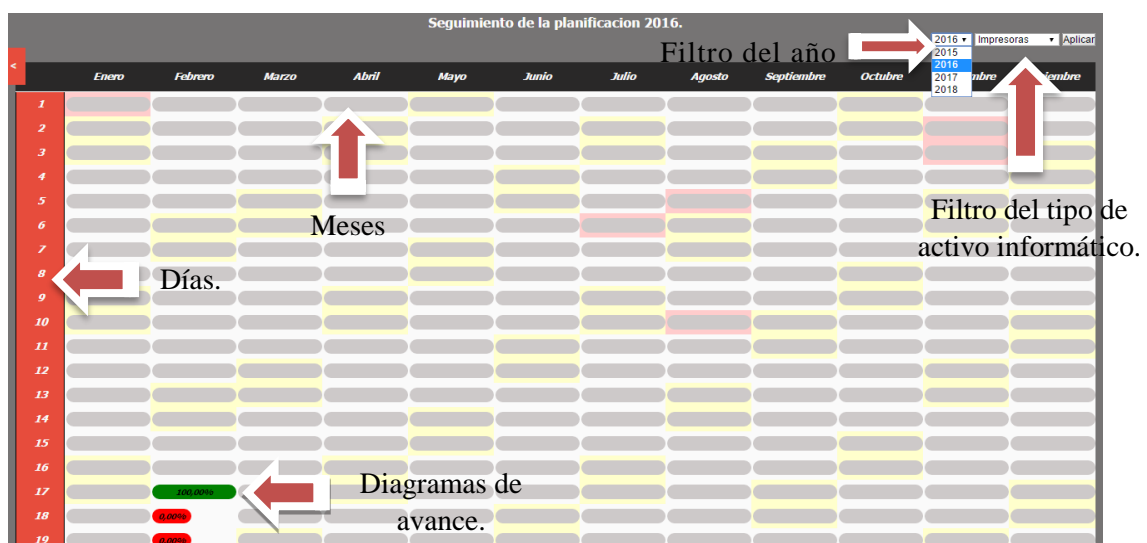 Seguimiento de la planificacion 2016.
Filtro del año
2016 Impresoras Aplicar
2015
2016
2017
2018
<
Enero Febrero Marzo Abril Mayo Junio Julio Agosto Septiembre Octubre
1
2
3
4
5
6
7
8
9
10
11
12
13
14
15
16
17
18
19
Meses
Filtro del tipo de
activo informático.
Días.
Diagramas de
avance.
100,00%
0,00%
0,00%